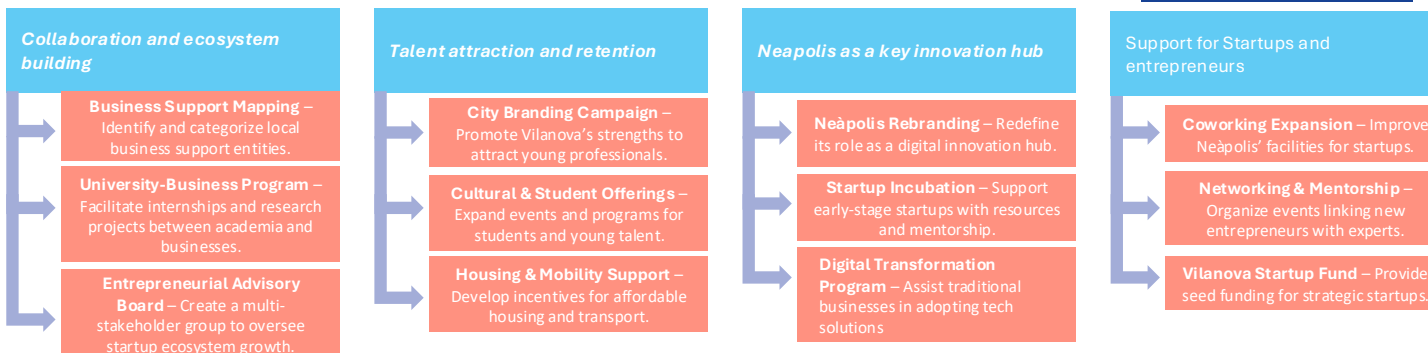 Collaboration and ecosystem
building
Business Support Mapping –
Identify and categorize local
business support entities.
University-Business Program –
Facilitate internships and research
projects between academia and
businesses.
Entrepreneurial Advisory
Board – Create a multi-
stakeholder group to oversee
startup ecosystem growth.
Talent attraction and retention
City Branding Campaign –
Promote Vilanova's strengths to
attract young professionals.
Cultural & Student Offerings –
Expand events and programs for
students and young talent.
Housing & Mobility Support –
Develop incentives for affordable
housing and transport.
Neapolis as a key innovation hub
Neàpolis Rebranding – Redefine
its role as a digital innovation hub.
Startup Incubation – Support
early-stage startups with resources
and mentorship.
Digital Transformation
Program – Assist traditional
businesses in adopting tech
solutions
Support for Startups and
entrepreneurs
Coworking Expansion – Improve
Neàpolis' facilities for startups.
Networking & Mentorship –
Organize events linking new
entrepreneurs with experts.
Vilanova Startup Fund – Provide
seed funding for strategic startups.